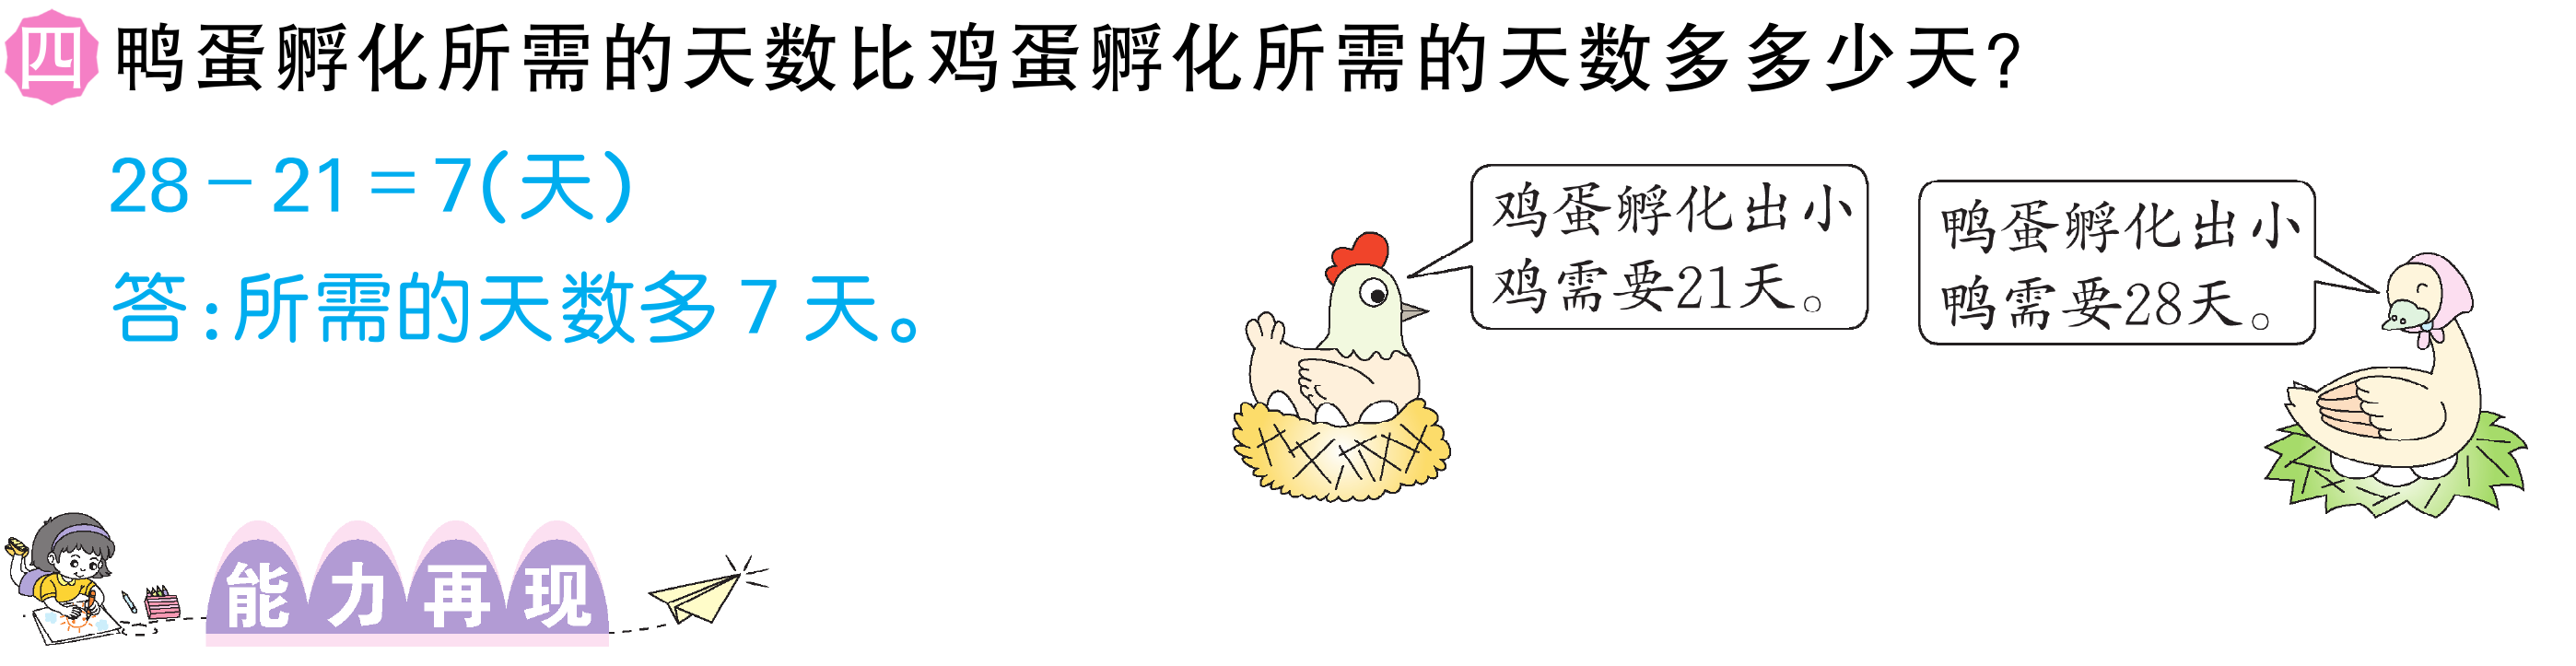 四 鸭蛋孵化所需的天数比鸡蛋孵化所需的天数多多少天?
28-21=7(天)
答:所需的天数多7天。
鸡蛋孵化出小
鸡需要21天。
鸭蛋孵化出小
鸭需要28天。
能力再现